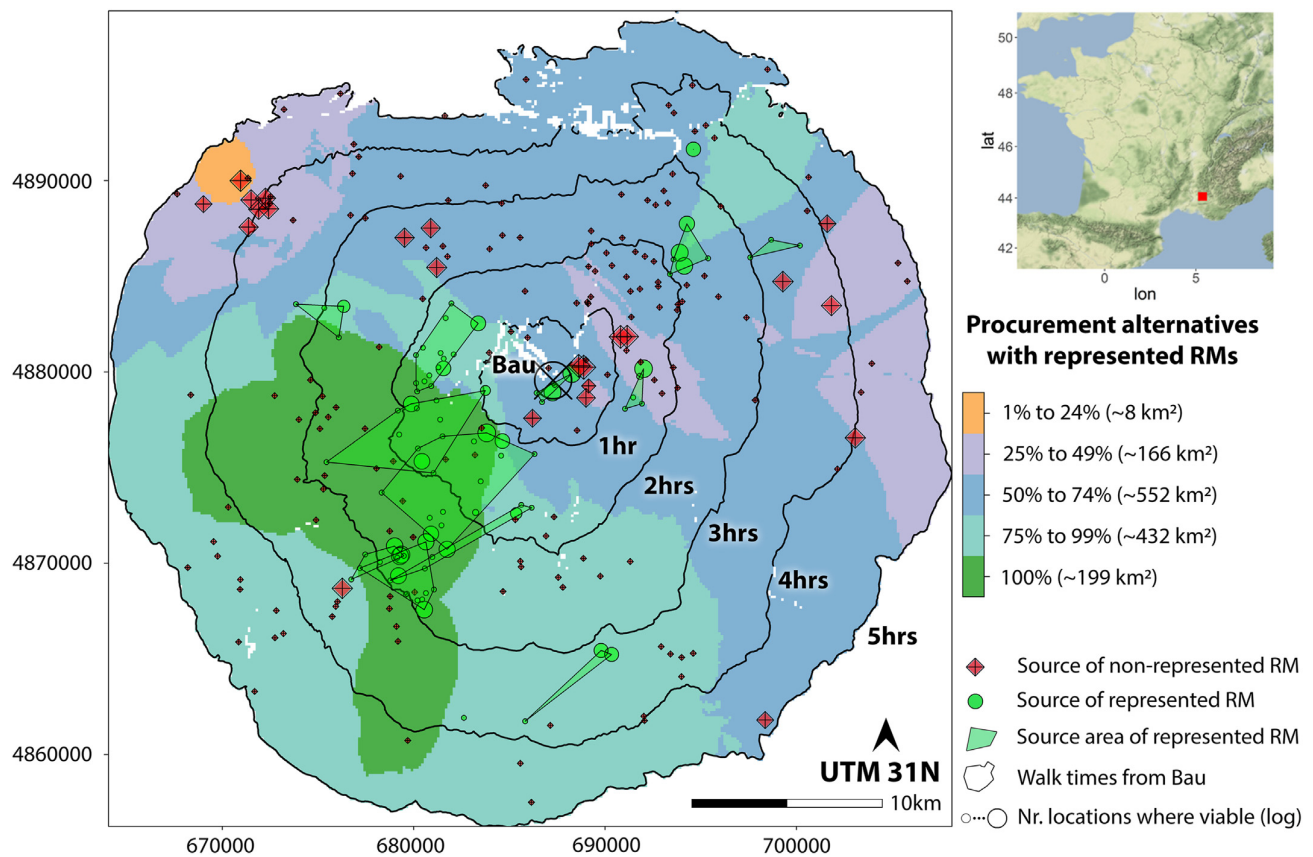 4890000
4880000
4870000
4860000
670000
680000
690000
700000
Bau
1hr
2hrs
3hrs
4hrs
5hrs
UTM 31N
10km
50
48
46
44
42
lat
0
5
lon
Procurement alternatives
with represented RMs
1% to 24% (~8 km²)
25% to 49% (~166 km²)
50% to 74% (~552 km²)
75% to 99% (~432 km²)
100% (~199 km²)
Source of non-represented RM
Source of represented RM
Source area of represented RM
Walk times from Bau
Nr. locations where viable (log)